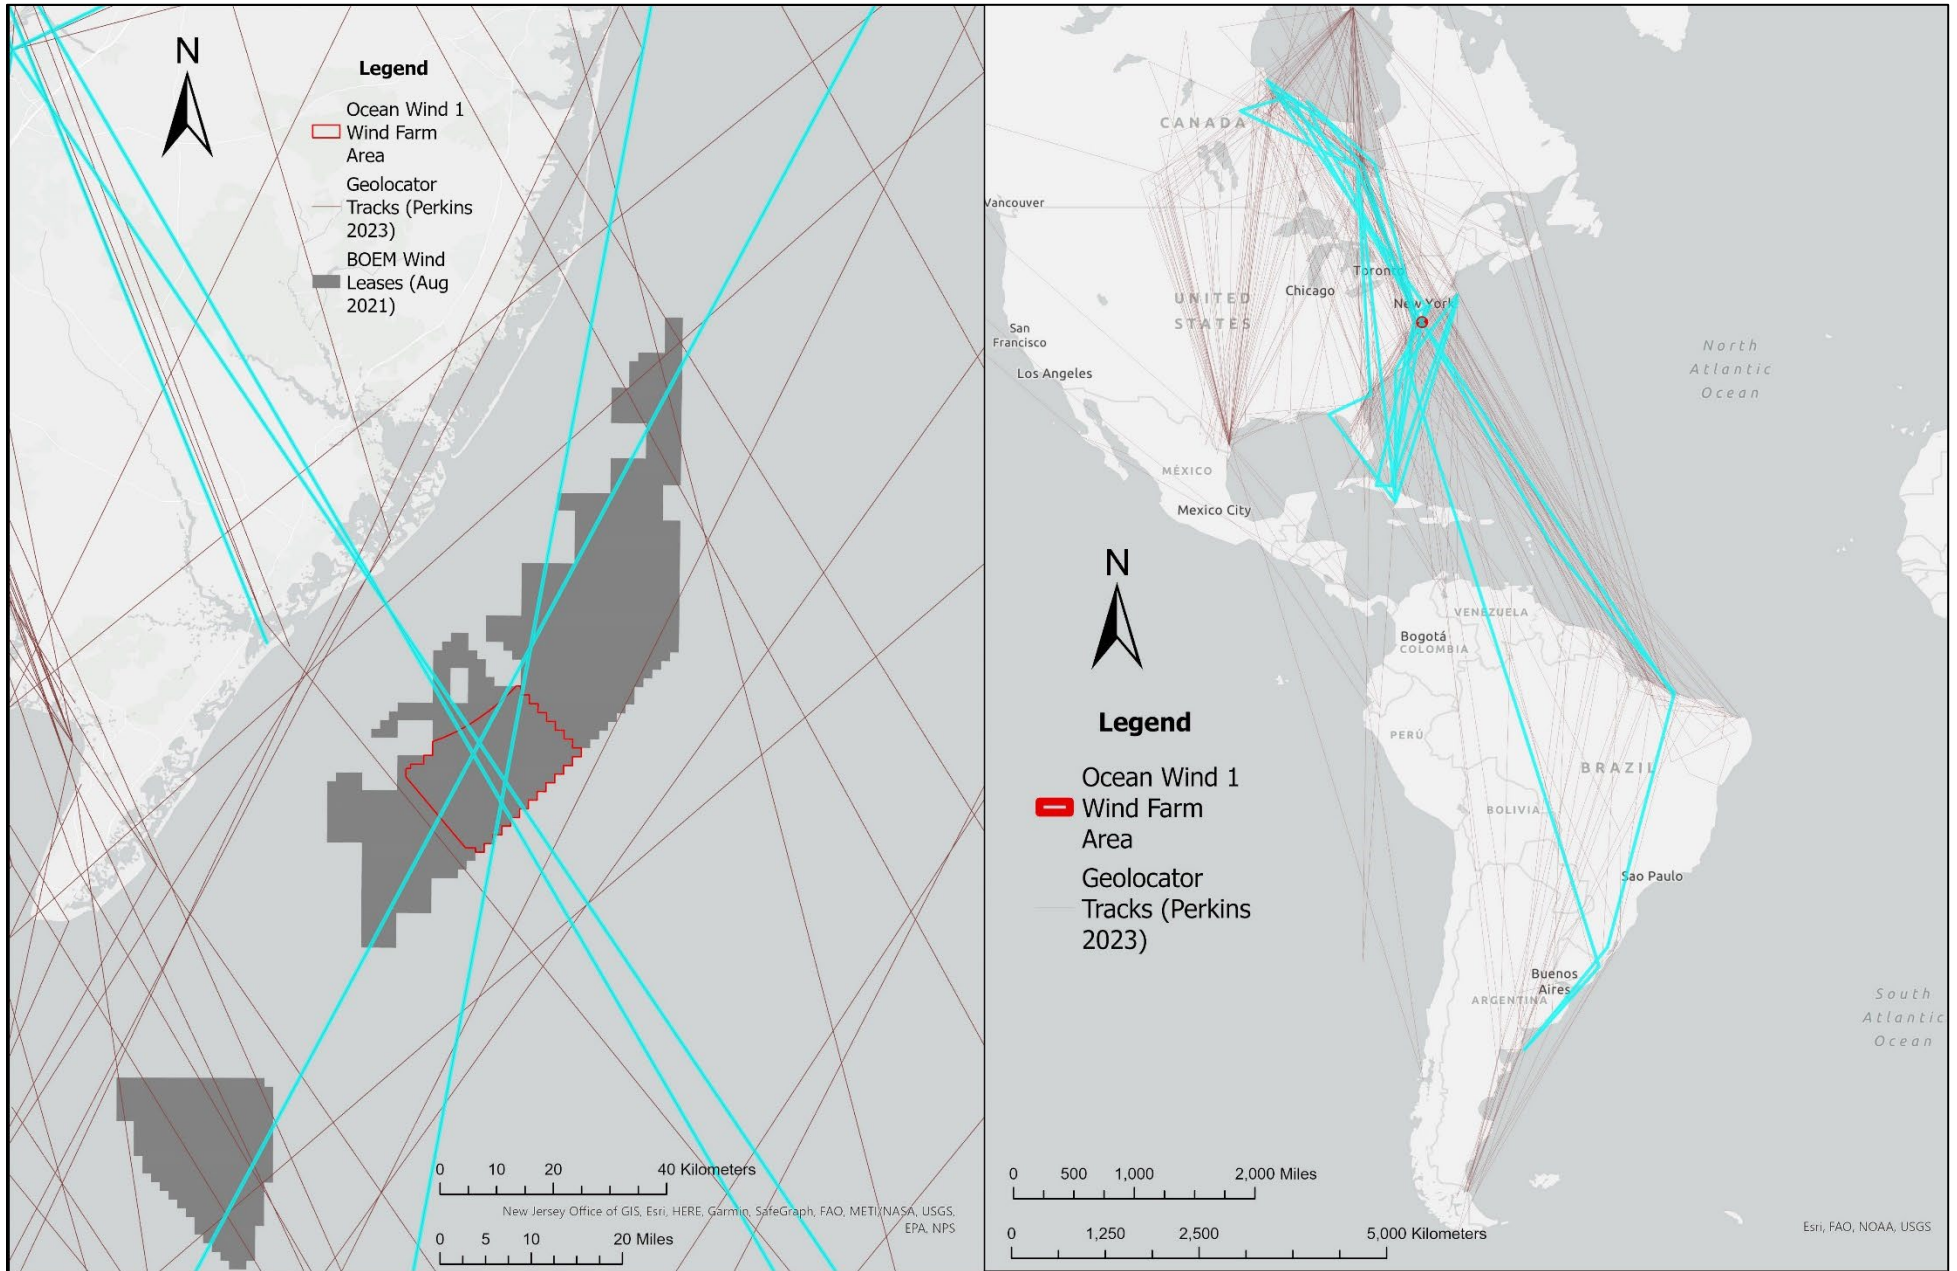 N
Legend
Ocean Wind 1
Wind Farm
Area
Geolocator
Tracks (Perkins
2023)
BOEM Wind
Leases (Aug
2021)
0 10 20 40 Kilometers
New Jersey Office of GIS, Esri, HERE, Garmin, SafeGraph, FAO, METI/NASA, USGS,
EPA, NPS
0 5 10 20 Miles
CANADA
Vancouver
Toronto
Chicago
New York
UNITED
STATES
San
Francisco
Los Angeles
North
Atlantic
Ocean
MÉXICO
Mexico City
N
VENEZUELA
Bogotá
COLOMBIA
Legend
PERÚ
BRAZIL
Ocean Wind 1
Wind Farm
Area
BOLIVIA
Geolocator
Tracks (Perkins
2023)
Sao Paulo
Buenos
Aires
ARGENTINA
South
Atlantic
Ocean
0 500 1,000 2,000 Miles
0 1,250 2,500 5,000 Kilometers
Esri, FAO, NOAA, USGS